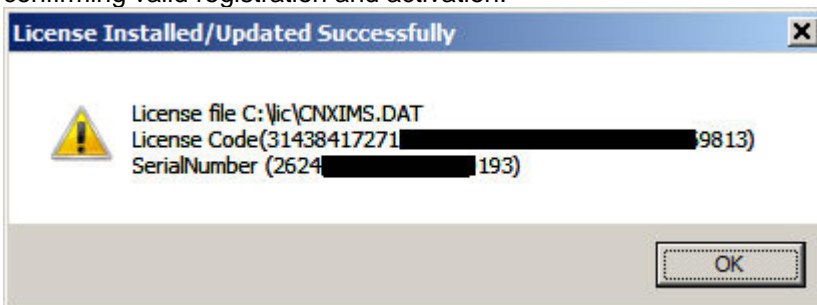 confirming valid registration and activation.
License Installed/Updated Successfully
License file C:\lic\CNXIMS.DAT
License Code(31438417271 9813)
SerialNumber (2624 193)
OK